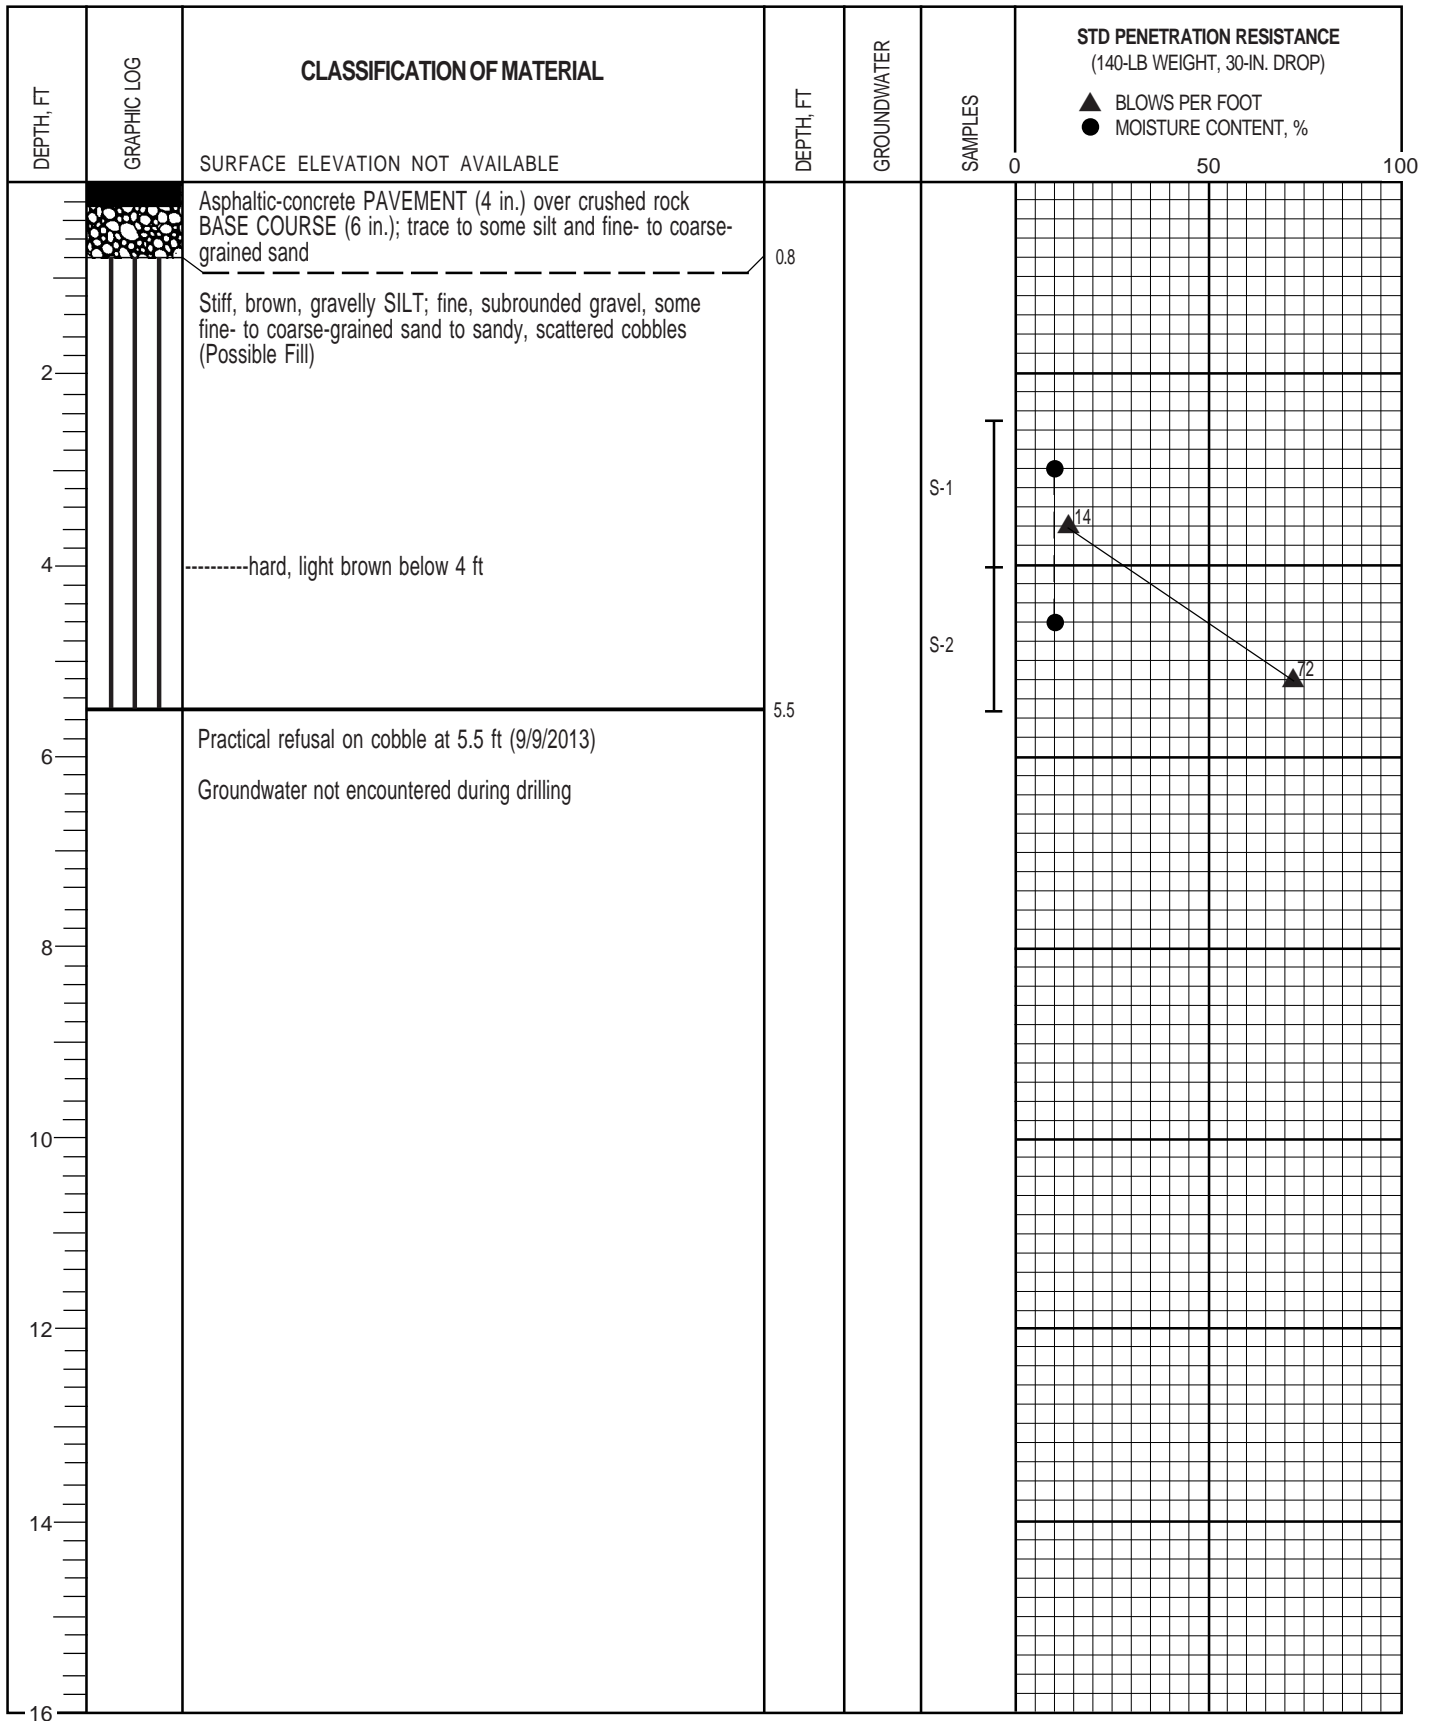 DEPTH, FT
GRAPHIC LOG
CLASSIFICATION OF MATERIAL
SURFACE ELEVATION NOT AVAILABLE
DEPTH, FT
GROUNDWATER
SAMPLES
STD PENETRATION RESISTANCE
(140-LB WEIGHT, 30-IN. DROP)
BLOWS PER FOOT
MOISTURE CONTENT, %
0 50 100
Asphaltic-concrete PAVEMENT (4 in.) over crushed rock
BASE COURSE (6 in.); trace to some silt and fine- to coarse-
grained sand
0.8
Stiff, brown, gravelly SILT; fine, subrounded gravel, some
fine- to coarse-grained sand to sandy, scattered cobbles
(Possible Fill)
2
S-1
14
4
----------hard, light brown below 4 ft
S-2
72
5.5
Practical refusal on cobble at 5.5 ft (9/9/2013)
6
Groundwater not encountered during drilling
8
10
12
14
16